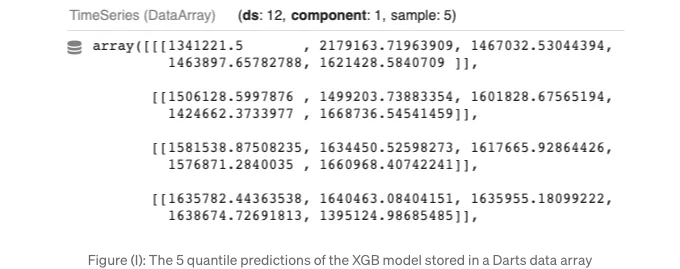 TimeSeries (DataArray) (ds: 12, component: 1, sample: 5)
array([[[1341221.5       , 2179163.71963909, 1467032.53044394,
1463897.65782788, 1621428.5840709 ]],
[[1506128.5997876 , 1499203.73883354, 1601828.67565194,
1424662.3733977 , 1668736.54541459]],
[[1581538.87508235, 1634450.52598273, 1617665.92864426,
1576871.2840035 , 1660968.40742241]],
[[1635782.44363538, 1640463.08404151, 1635955.18099222,
1638674.72691813, 1395124.98685485]],
Figure (I): The 5 quantile predictions of the XGB model stored in a Darts data array